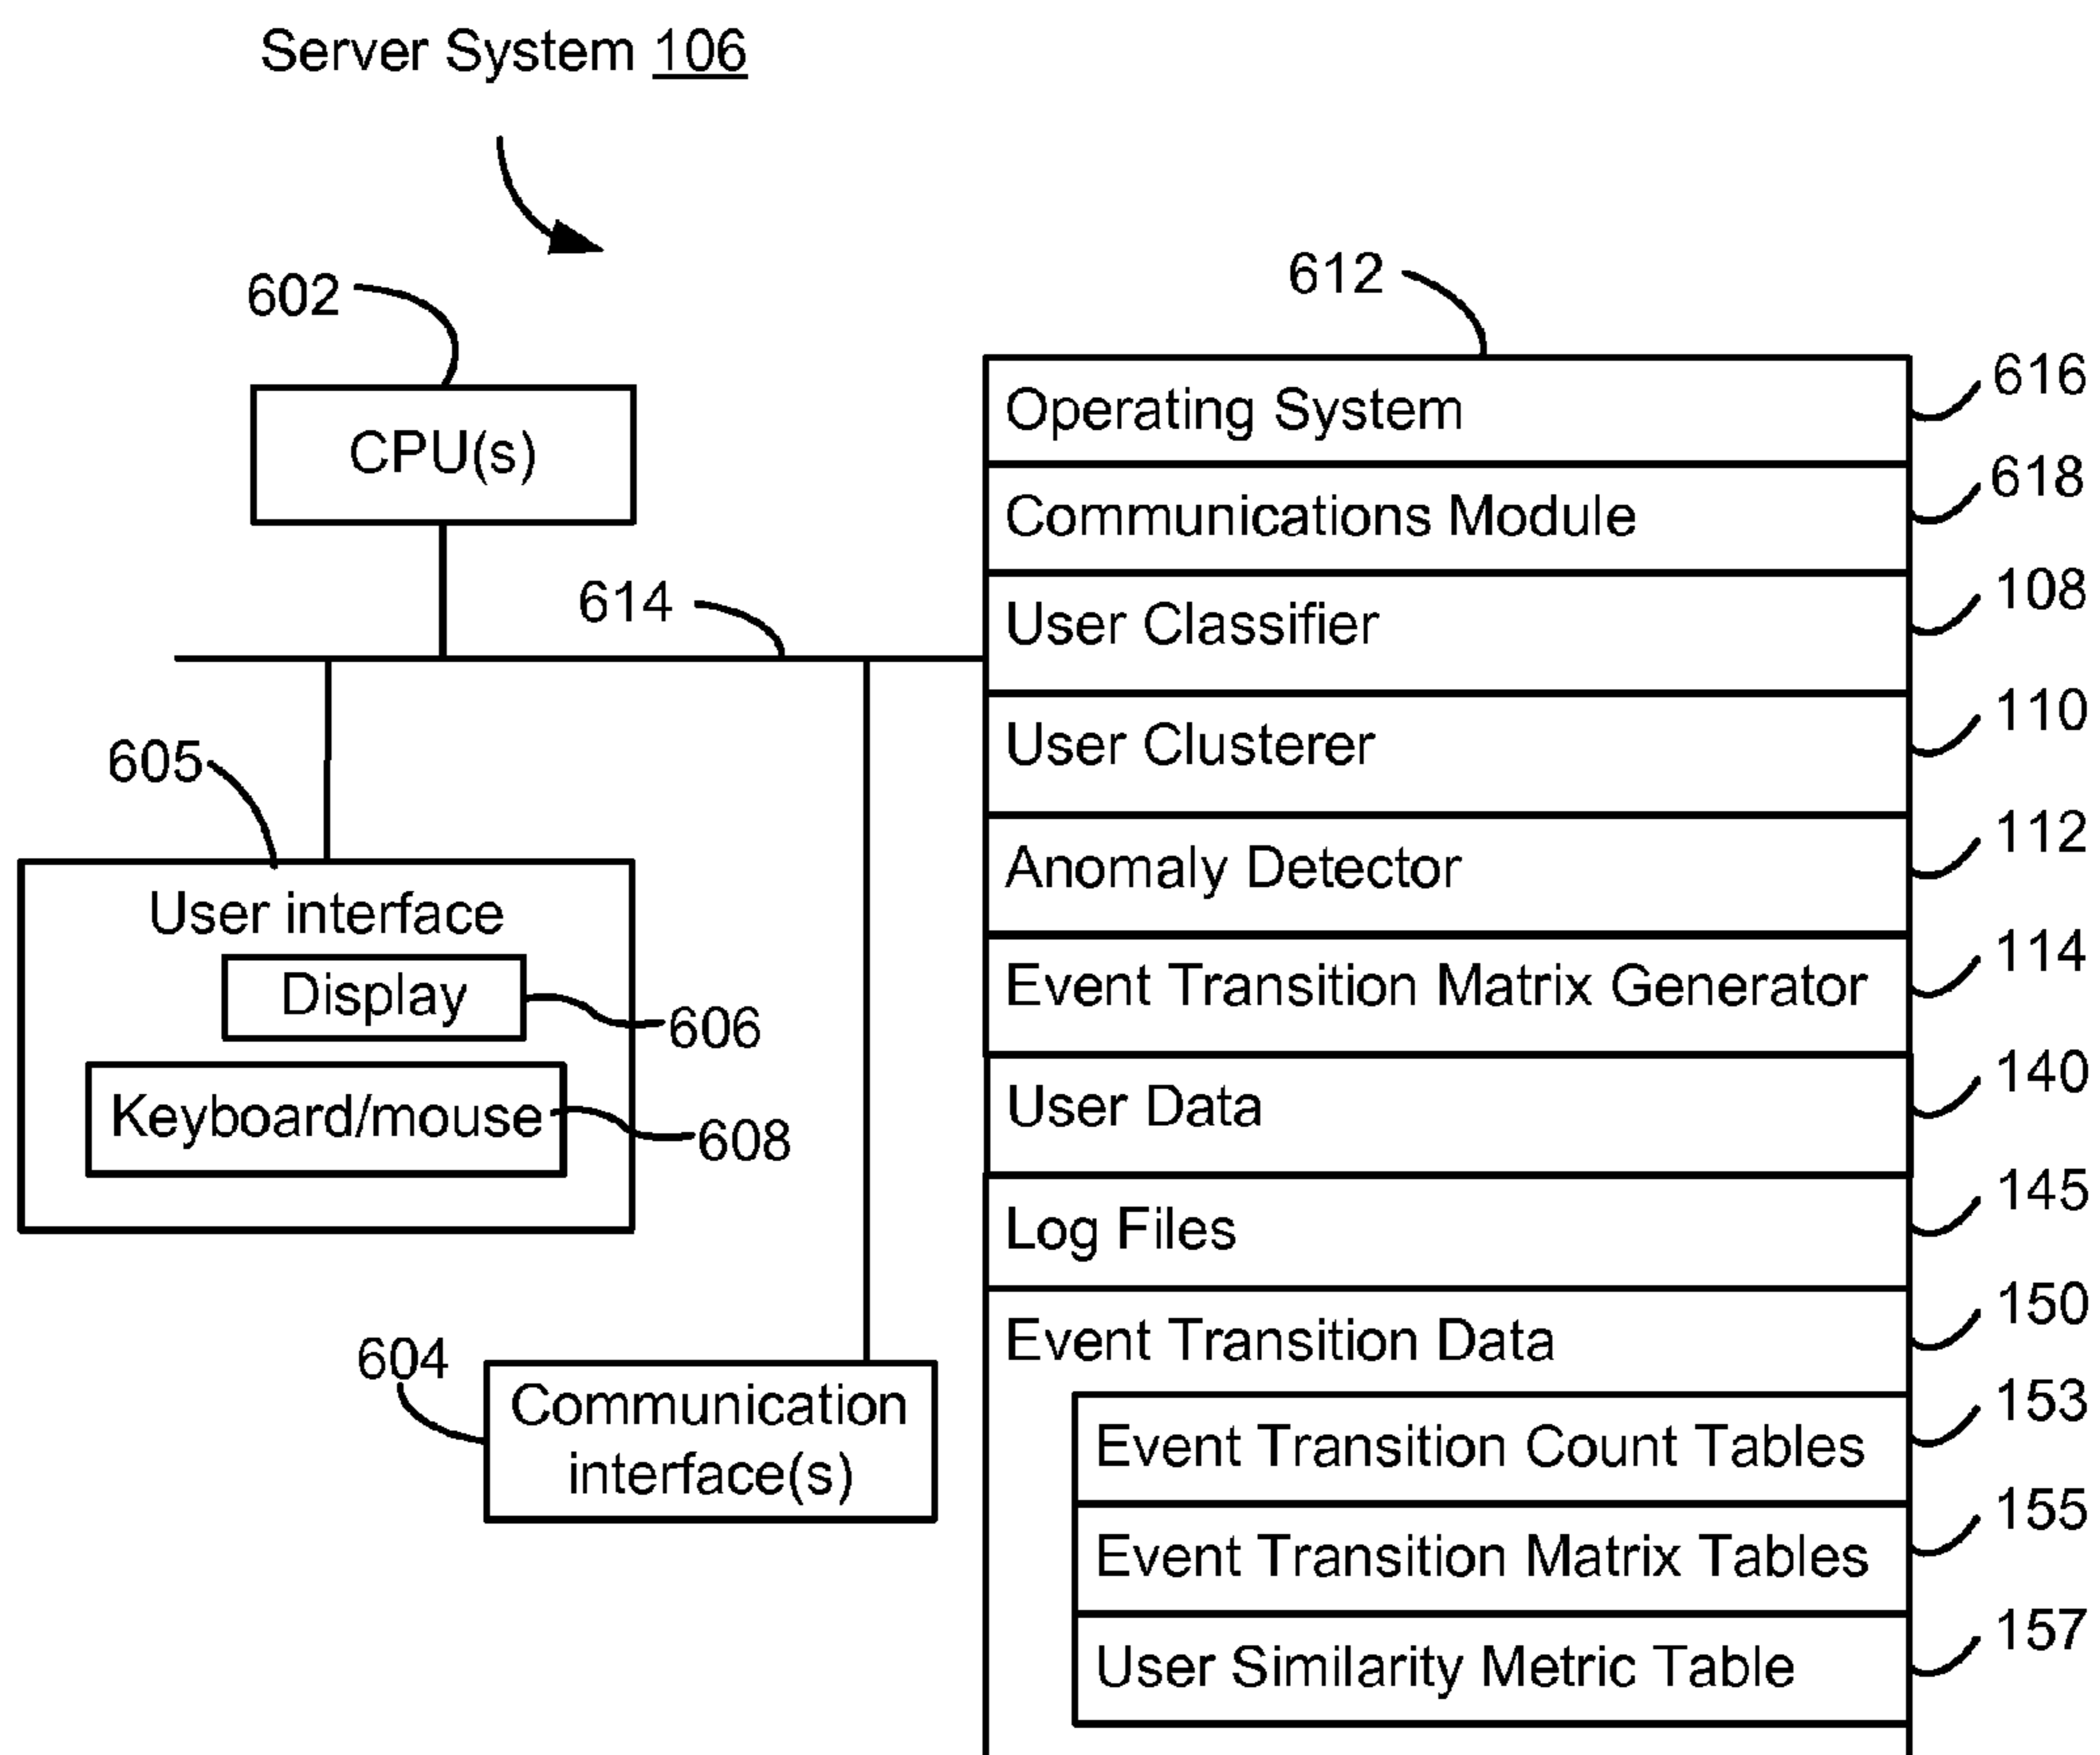 Server System 106
602
CPU(s)
614
605
User interface
Display
606
Keyboard/mouse
608
604
Communication
interface(s)
612
Operating System
616
Communications Module
618
User Classifier
108
User Clusterer
110
Anomaly Detector
112
Event Transition Matrix Generator
114
User Data
140
Log Files
145
Event Transition Data
150
Event Transition Count Tables
153
Event Transition Matrix Tables
155
User Similarity Metric Table
157